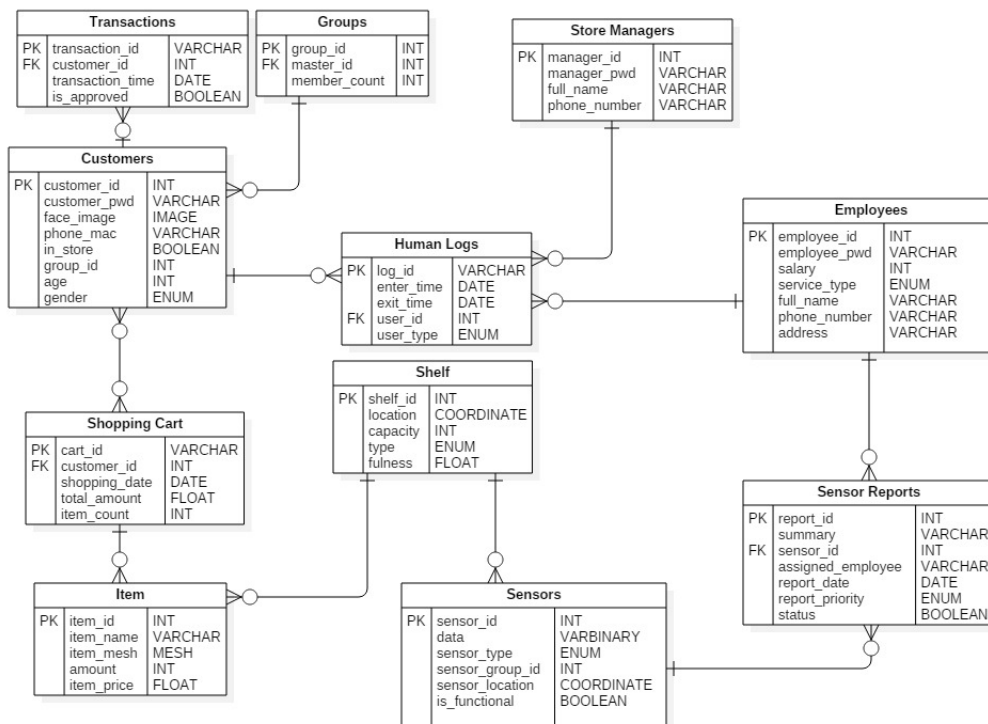 Transactions
PK transaction_id VARCHAR
FK customer_id INT
transaction_time DATE
is_approved BOOLEAN
Groups
PK group_id INT
FK master_id INT
member_count INT
Store Managers
PK manager_id INT
manager_pwd VARCHAR
full_name VARCHAR
phone_number VARCHAR
Customers
PK customer_id INT
customer_pwd VARCHAR
face_image IMAGE
phone_mac VARCHAR
in_store BOOLEAN
group_id INT
age INT
gender ENUM
Human Logs
PK log_id VARCHAR
enter_time DATE
exit_time DATE
FK user_id INT
user_type ENUM
Employees
PK employee_id INT
employee_pwd VARCHAR
salary INT
service_type ENUM
full_name VARCHAR
phone_number VARCHAR
address VARCHAR
Shelf
PK shelf_id INT
location COORDINATE
capacity INT
type ENUM
fulness FLOAT
Shopping Cart
PK cart_id VARCHAR
FK customer_id INT
shopping_date DATE
total_amount FLOAT
item_count INT
Sensor Reports
PK report_id INT
summary VARCHAR
FK sensor_id INT
assigned_employee VARCHAR
report_date DATE
report_priority ENUM
status BOOLEAN
Item
PK item_id INT
item_name VARCHAR
item_mesh MESH
amount INT
item_price FLOAT
Sensors
PK sensor_id INT
data VARBINARY
sensor_type ENUM
sensor_group_id INT
sensor_location COORDINATE
is_functional BOOLEAN